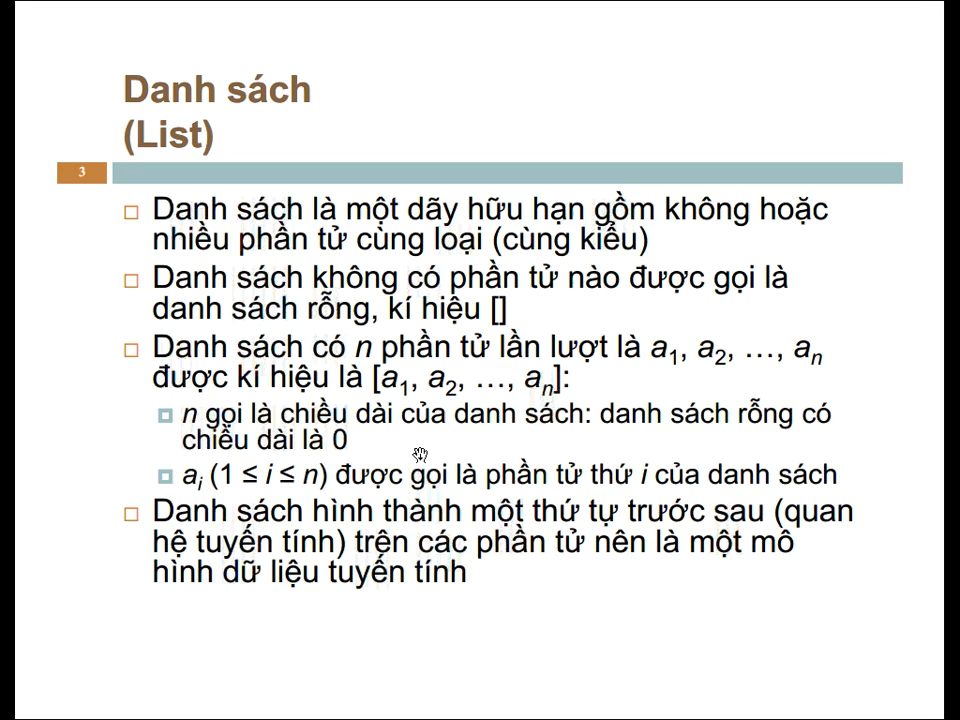 Danh sách
(List)
3
Danh sách là một dãy hữu hạn gồm không hoặc
nhiều phần tử cùng loại (cùng kiểu)
Danh sách không có phần tử nào được gọi là
danh sách rỗng, kí hiệu []
Danh sách có n phần tử lần lượt là a₁, a₂, …, aₙ
được kí hiệu là [a₁, a₂, …, aₙ]:
n gọi là chiều dài của danh sách: danh sách rỗng có
chiều dài là 0
aᵢ (1 ≤ i ≤ n) được gọi là phần tử thứ i của danh sách
Danh sách hình thành một thứ tự trước sau (quan
hệ tuyến tính) trên các phần tử nên là một mô
hình dữ liệu tuyến tính